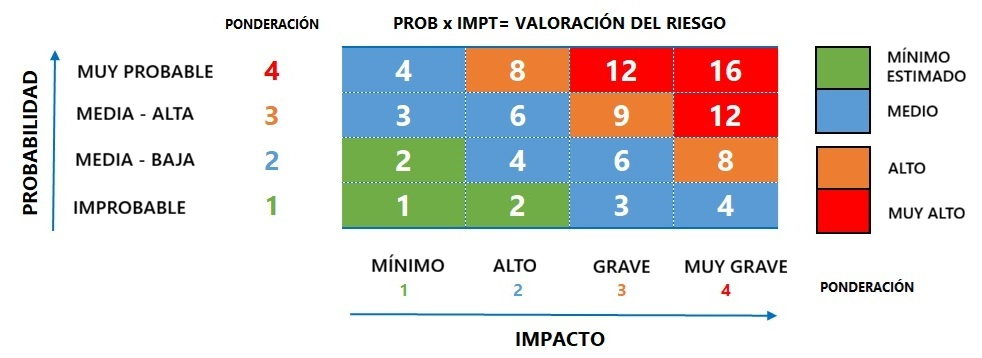 PONDERACIÓN
PROB x IMPT= VALORACIÓN DEL RIESGO
PROBABILIDAD
MUY PROBABLE 4 4 8 12 16
MEDIA - ALTA 3 3 6 9 12
MEDIA - BAJA 2 2 4 6 8
IMPROBABLE 1 1 2 3 4
MÍNIMO ESTIMADO
MEDIO
ALTO
MUY ALTO
MÍNIMO ALTO GRAVE MUY GRAVE
1 2 3 4 PONDERACIÓN
IMPACTO